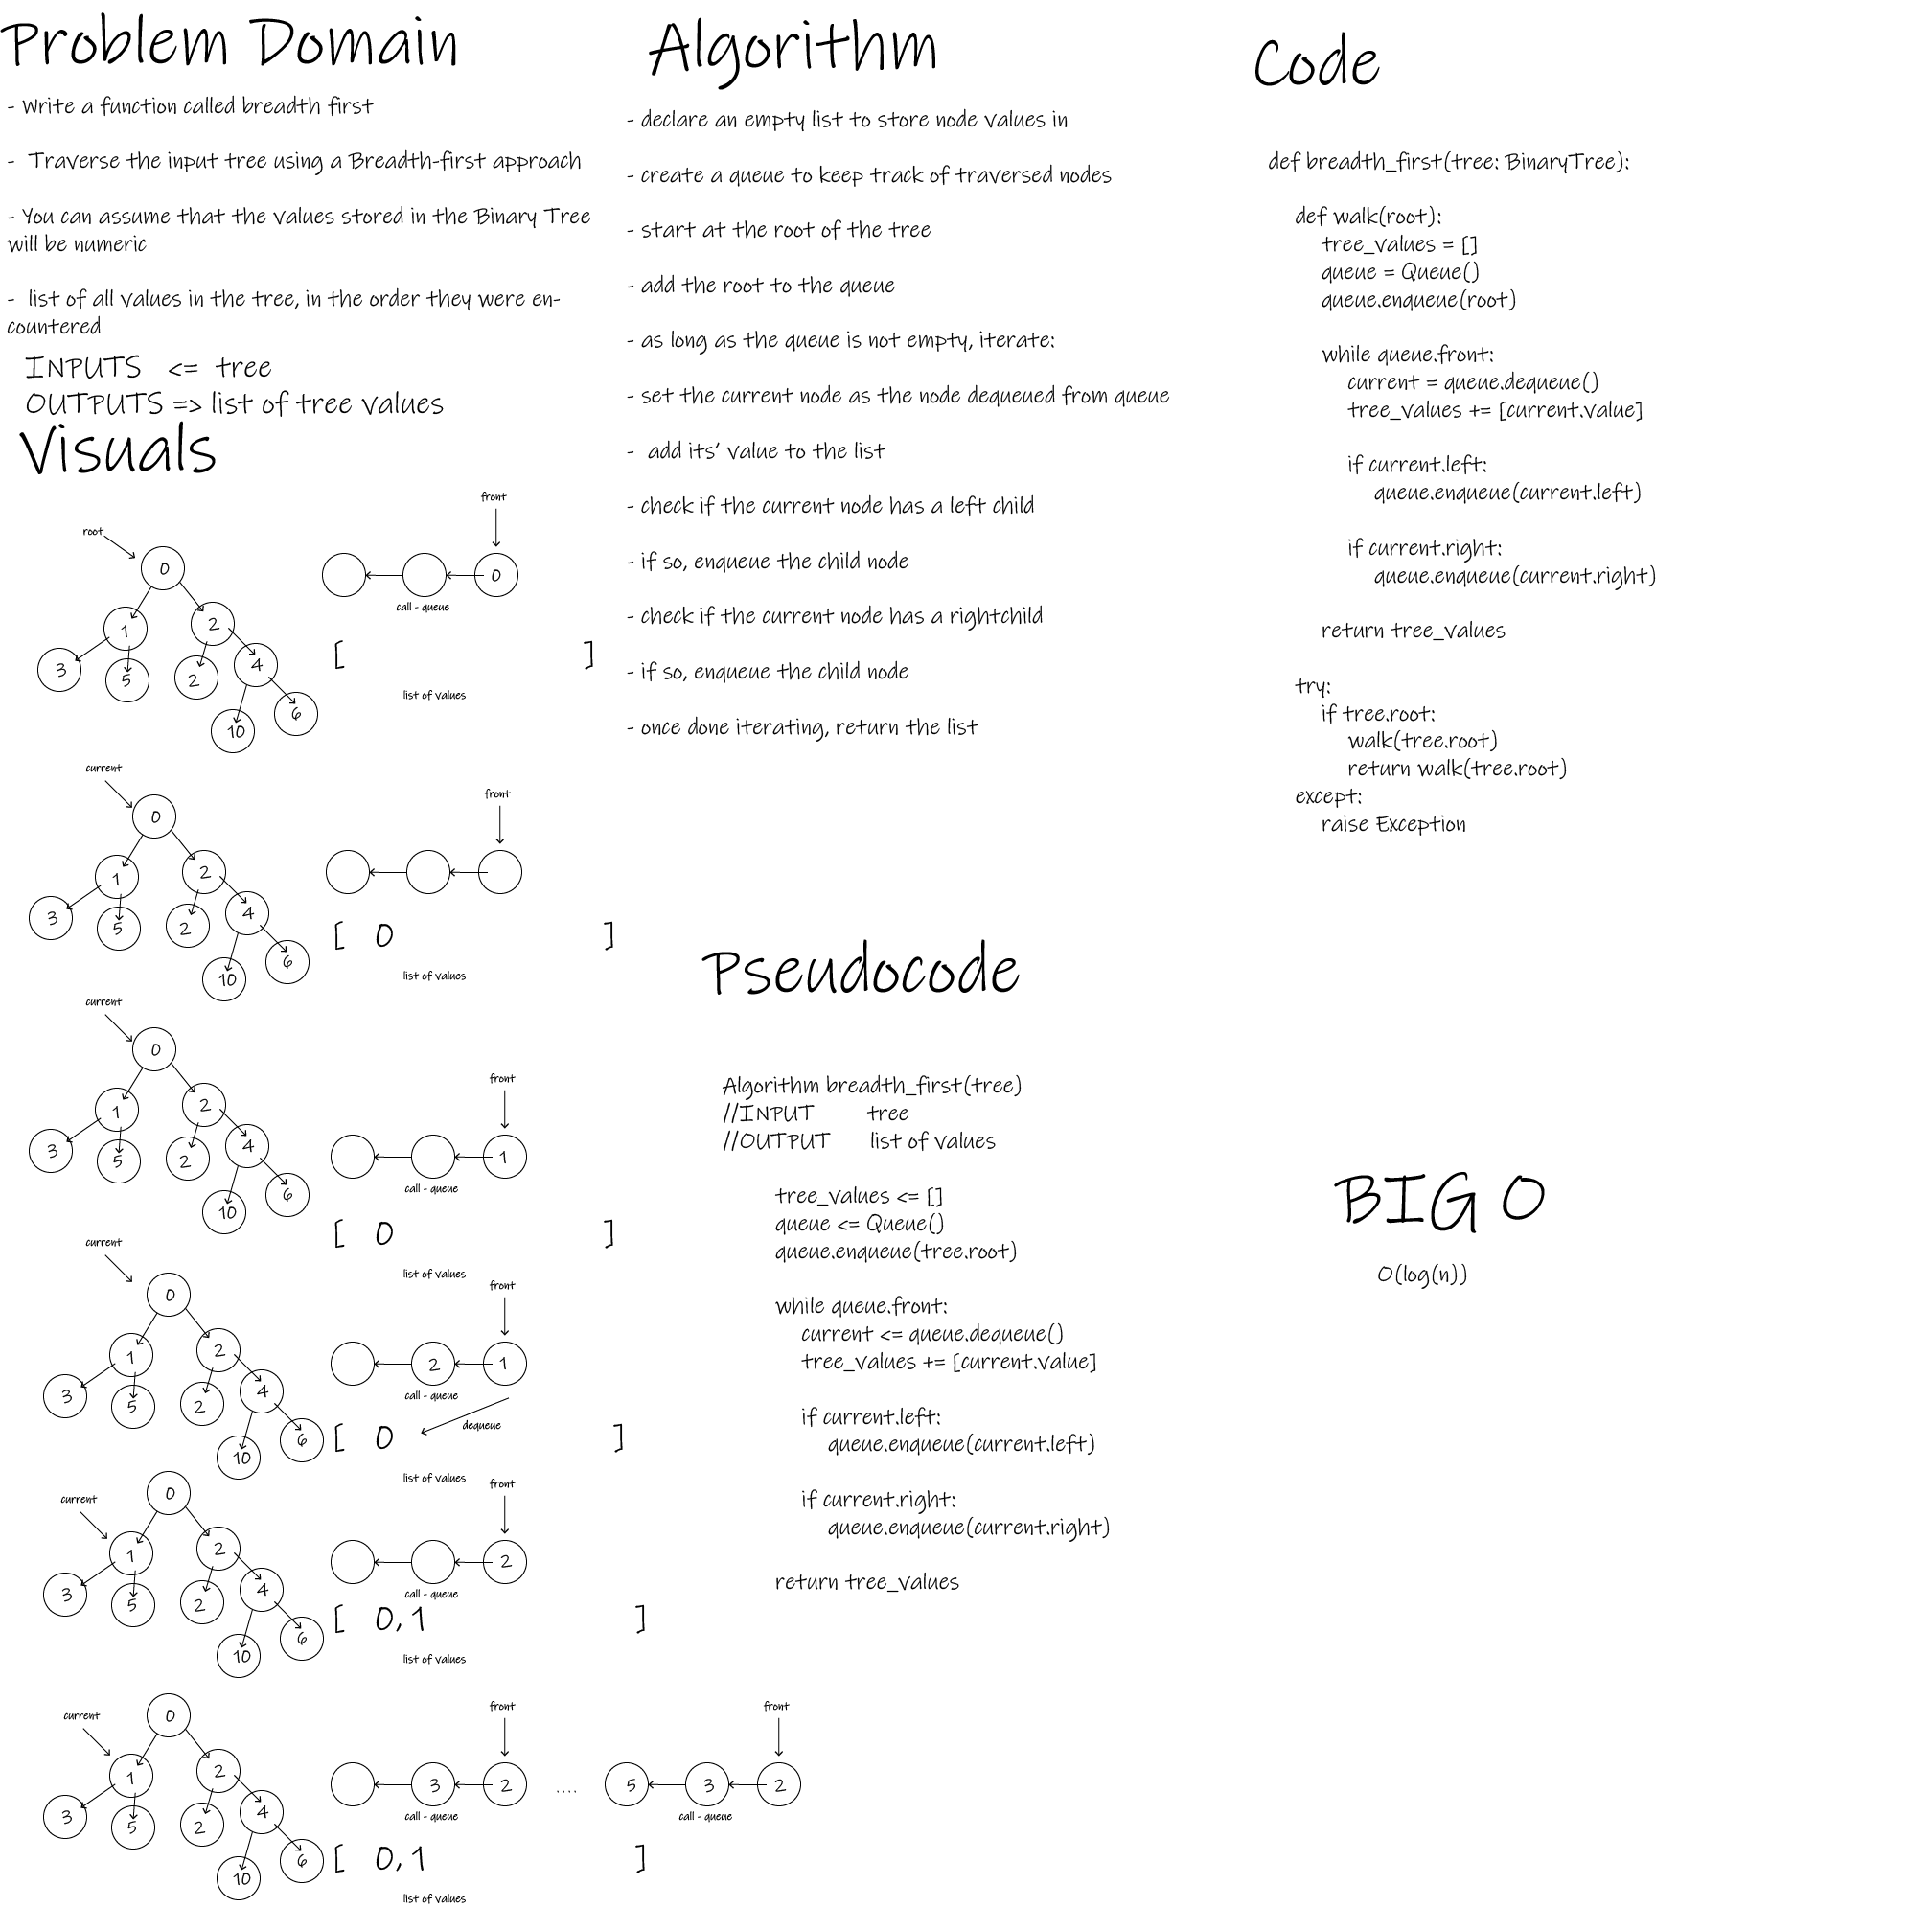 Problem Domain
- Write a function called breadth first
-  Traverse the input tree using a Breadth-first approach
- You can assume that the values stored in the Binary Tree
will be numeric
-  list of all values in the tree, in the order they were en-
countered
INPUTS <= tree
OUTPUTS => list of tree values
Visuals
root
0
1
2
3
5
2
4
10
6
front
0
call - queue
[ ]
list of values
current
0
1
2
3
5
2
4
10
6
front
[ 0 ]
list of values
current
0
1
2
3
5
2
4
10
6
front
1
call - queue
[ 0 ]
list of values
current
0
1
2
3
5
2
4
10
6
front
2
1
call - queue
dequeue
[ 0 ]
list of values
current
0
1
2
3
5
2
4
10
6
front
2
call - queue
[ 0, 1 ]
list of values
current
0
1
2
3
5
2
4
10
6
front
3
2
call - queue
....
front
5
3
2
call - queue
[ 0, 1 ]
list of values
Algorithm
- declare an empty list to store node values in
- create a queue to keep track of traversed nodes
- start at the root of the tree
- add the root to the queue
- as long as the queue is not empty, iterate:
- set the current node as the node dequeued from queue
-  add its' value to the list
- check if the current node has a left child
- if so, enqueue the child node
- check if the current node has a rightchild
- if so, enqueue the child node
- once done iterating, return the list
Pseudocode
Algorithm breadth_first(tree)
//INPUT tree
//OUTPUT list of values
tree_values <= []
queue <= Queue()
queue.enqueue(tree.root)
while queue.front:
current <= queue.dequeue()
tree_values += [current.value]
if current.left:
queue.enqueue(current.left)
if current.right:
queue.enqueue(current.right)
return tree_values
Code
def breadth_first(tree: BinaryTree):
def walk(root):
tree_values = []
queue = Queue()
queue.enqueue(root)
while queue.front:
current = queue.dequeue()
tree_values += [current.value]
if current.left:
queue.enqueue(current.left)
if current.right:
queue.enqueue(current.right)
return tree_values
try:
if tree.root:
walk(tree.root)
return walk(tree.root)
except:
raise Exception
BIG O
O(log(n))